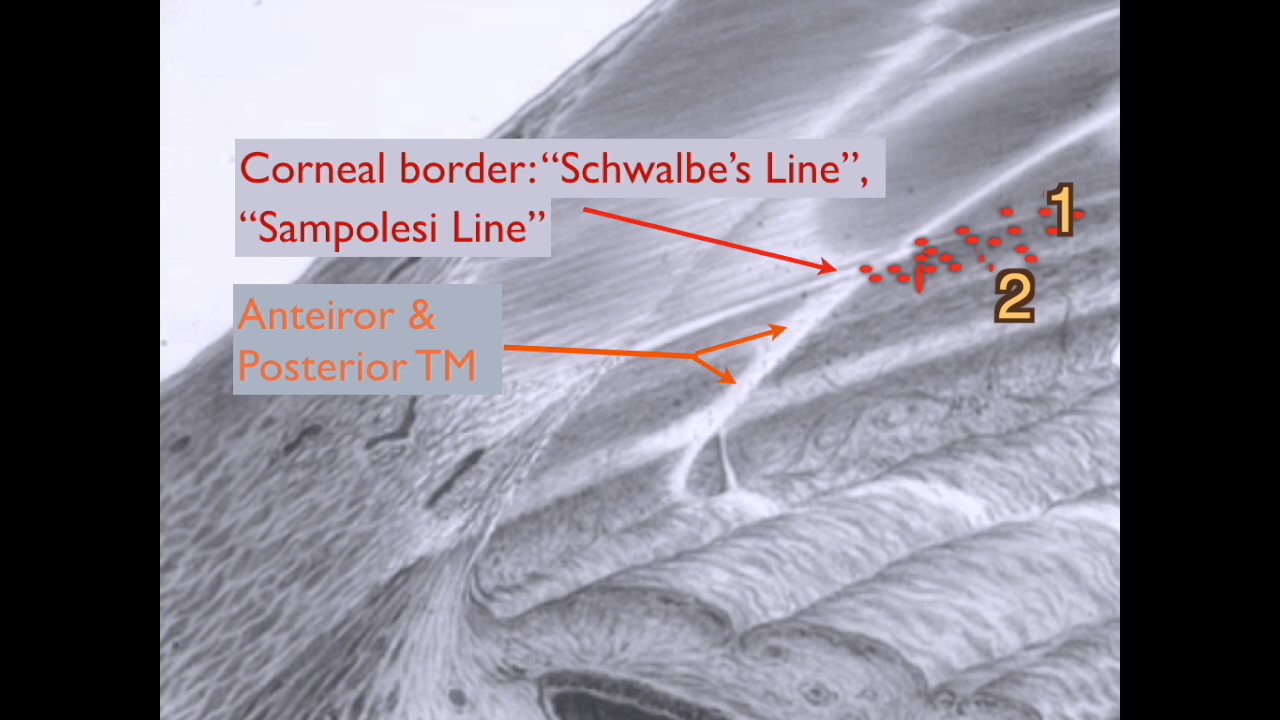 Corneal border: “Schwalbe’s Line”,
“Sampolesi Line”
1
2
Anteiror &
Posterior TM